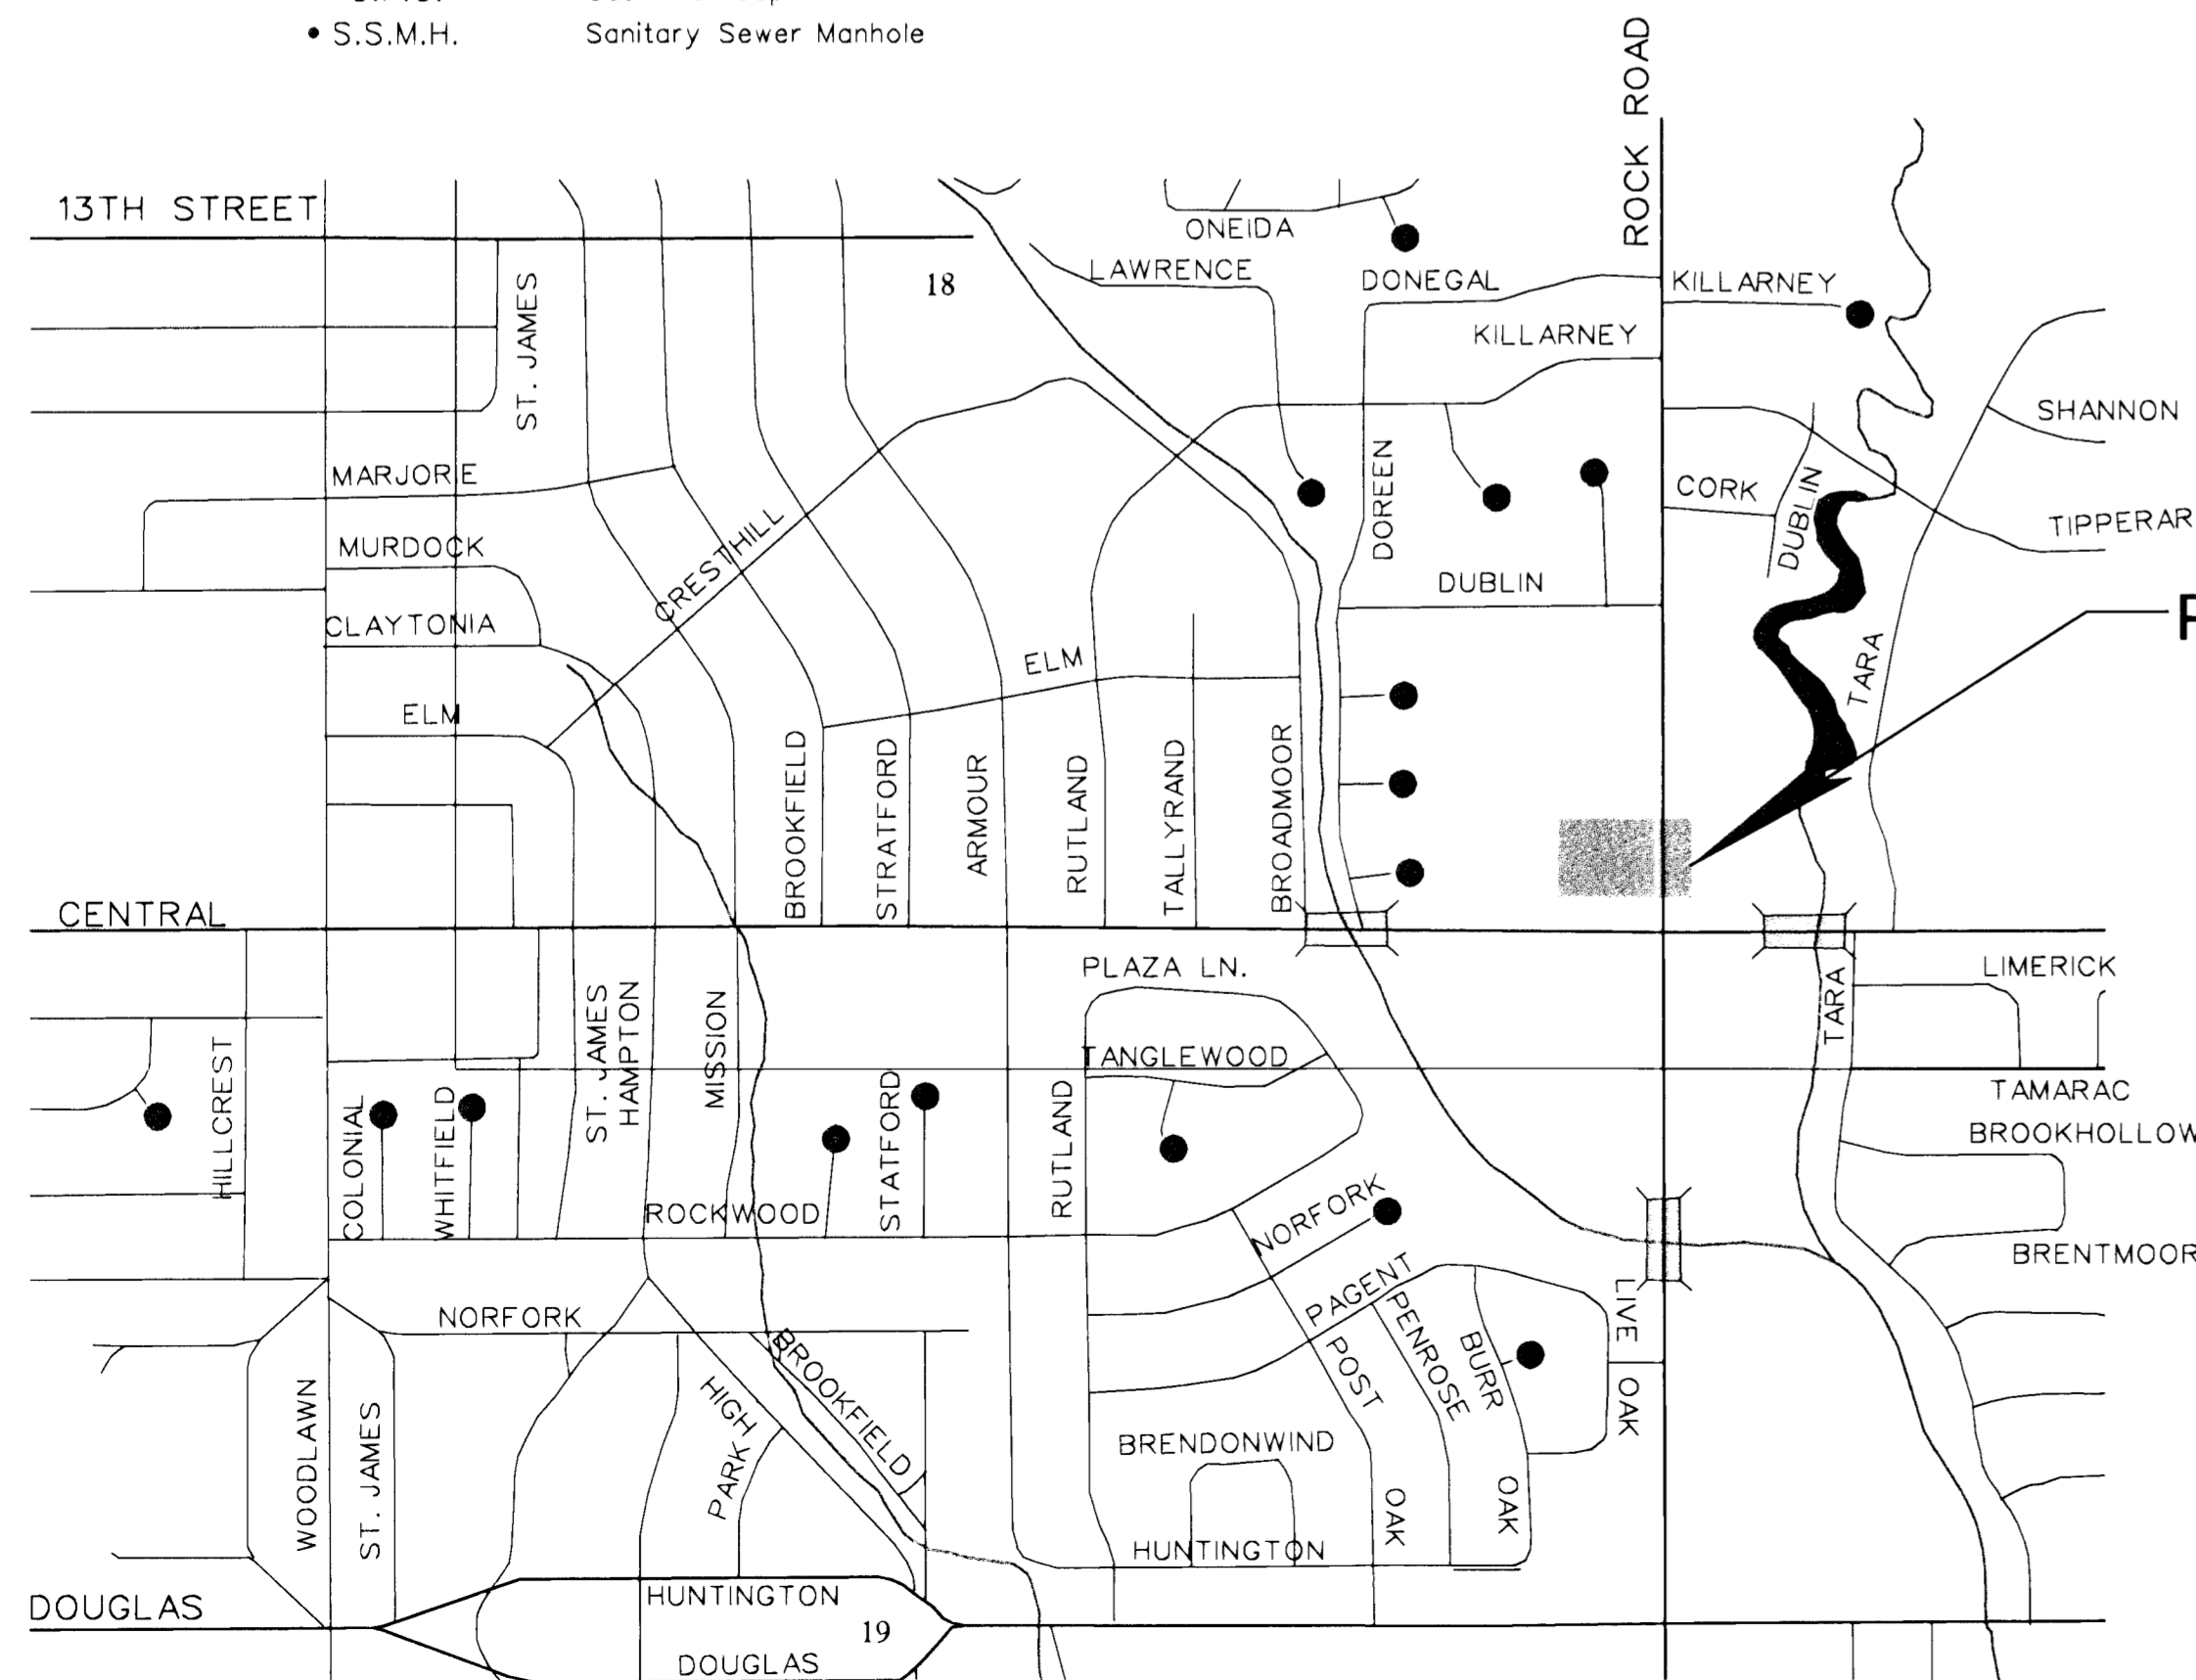 • S.S.M.H. Sanitary Sewer Manhole
ROCK ROAD
13TH STREET
ONEIDA
LAWRENCE
18
DONEGAL
KILLARNEY
KILLARNEY
ST. JAMES
SHANNON
MARJORIE
CORK
DOREEN
DUBLIN
MURDOCK
CRESTHILL
DUBLIN
CLAYTONIA
ELM
TARA
ELM
BROOKFIELD
STRATFORD
ARMOUR
RUTLAND
TALLYRAND
BROADMOOR
CENTRAL
PLAZA LN.
LIMERICK
TARA
ST. JAMES
HAMPTON
MISSION
HILLCREST
TANGLEWOOD
TAMARAC
COLONIAL
WHITFIELD
STATFORD
RUTLAND
BROOKHOLLOW
ROCKWOOD
NORFORK
BRENTMOOR
PAGENT
LIVE OAK
NORFORK
BROOKFIELD
PENROSE
BURR OAK
POST OAK
WOODLAWN
ST. JAMES
HIGH
PARK
BRENDONWIND
HUNTINGTON
HUNTINGTON
DOUGLAS
19
DOUGLAS